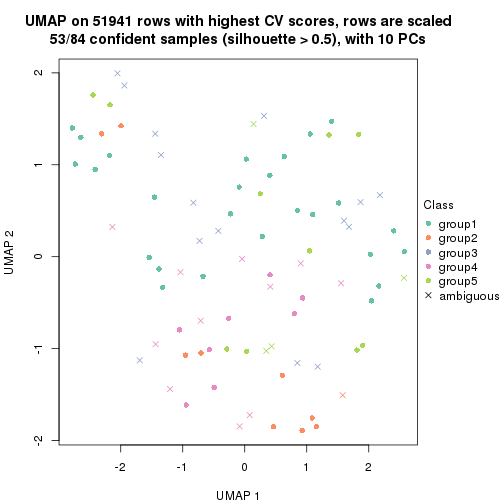 UMAP on 51941 rows with highest CV scores, rows are scaled
53/84 confident samples (silhouette > 0.5), with 10 PCs
2
1
0
-1
-2
UMAP 2
-2
-1
0
1
2
UMAP 1
Class
group1
group2
group3
group4
group5
ambiguous